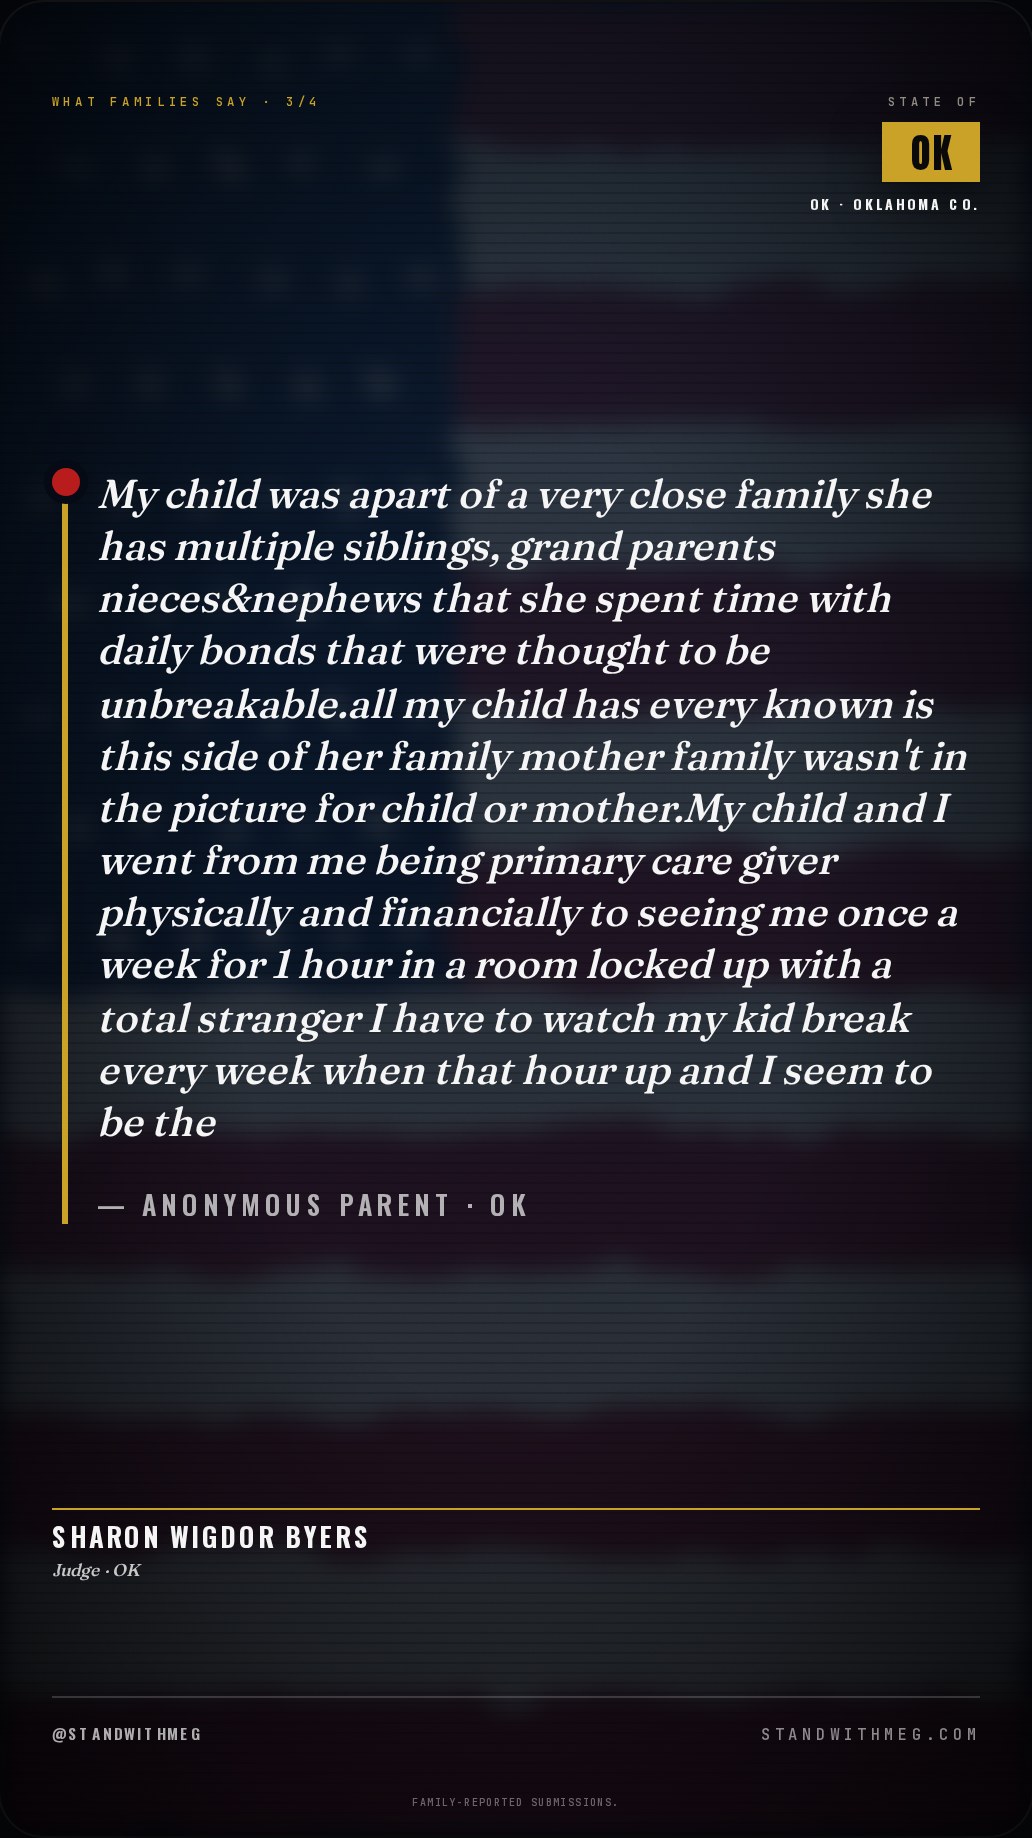 WHAT FAMILIES SAY · 3/4
STATE OF
OK
OK · OKLAHOMA CO.
My child was apart of a very close family she
has multiple siblings, grand parents
nieces&nephews that she spent time with
daily bonds that were thought to be
unbreakable.all my child has every known is
this side of her family mother family wasn't in
the picture for child or mother.My child and I
went from me being primary care giver
physically and financially to seeing me once a
week for 1 hour in a room locked up with a
total stranger I have to watch my kid break
every week when that hour up and I seem to
be the
— ANONYMOUS PARENT · OK
SHARON WIGDOR BYERS
Judge · OK
@STANDWITHMEG
STANDWITHMEG.COM
FAMILY-REPORTED SUBMISSIONS.